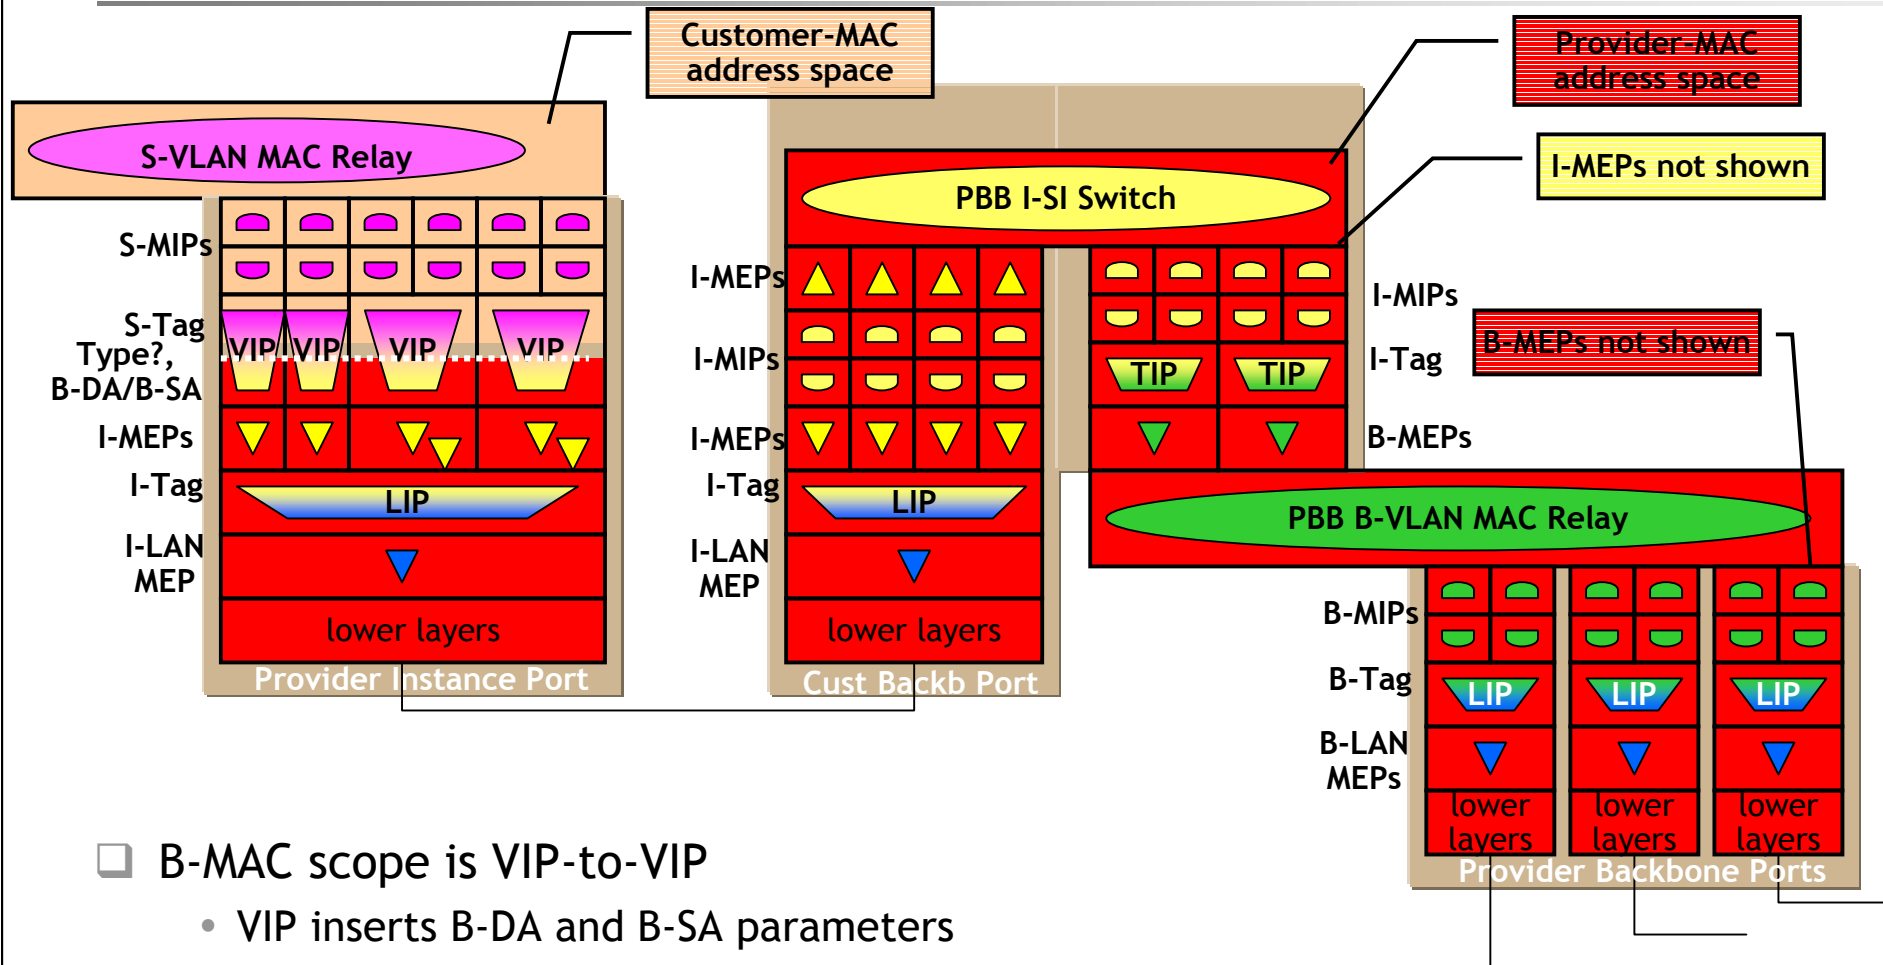 Customer-MAC
address space
Provider-MAC
address space
S-VLAN MAC Relay
PBB I-SI Switch
I-MEPs not shown
S-MIPs
I-MEPs
I-MIPs
S-Tag
Type?,
B-DA/B-SA
VIP
VIP
VIP
VIP
I-MIPs
TIP
TIP
I-Tag
B-MEPs not shown
I-MEPs
I-MEPs
B-MEPs
I-Tag
LIP
I-Tag
LIP
PBB B-VLAN MAC Relay
I-LAN
MEP
I-LAN
MEP
lower layers
lower layers
Provider Instance Port
Cust Backb Port
B-MIPs
B-Tag
LIP
LIP
LIP
B-LAN
MEPs
lower
layers
lower
layers
lower
layers
Provider Backbone Ports
B-MAC scope is VIP-to-VIP
• VIP inserts B-DA and B-SA parameters